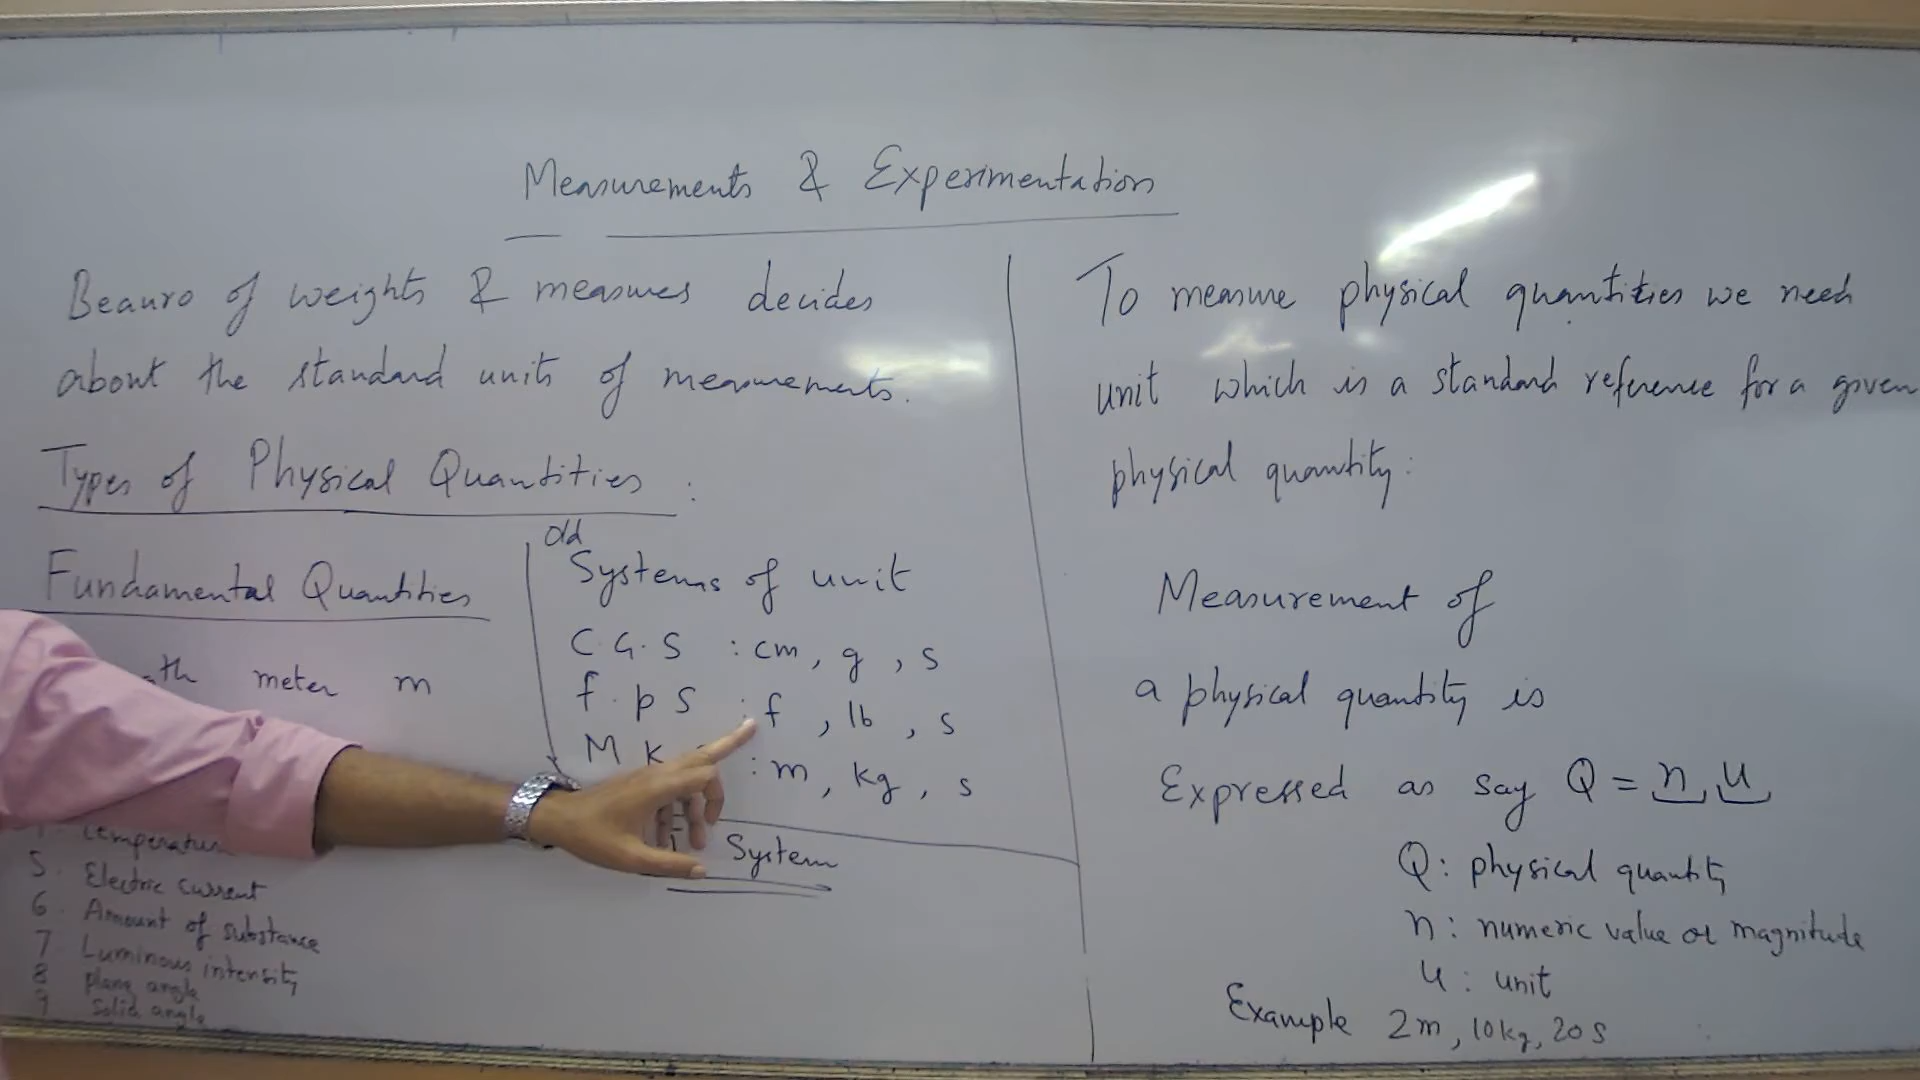 Measurements & Experimentation
Beauro of weights & measures decides
about the standard units of measurements.
Types of Physical Quantities :
Fundamental Quantities
meter m
temperature
5. Electric current
6. Amount of substance
7 Luminous intensity
8 plane angle
9 Solid angle
old
Systems of unit
C.G.S : cm, g, s
f.p s : f, lb, s
M K : m, kg, s
System
To measure physical quantities we need
unit which is a standard reference for a given
physical quantity:
Measurement of
a physical quantity is
Expressed as say Q = n u
Q: physical quantity
n: numeric value or magnitude
u: unit
Example 2m, 10kg, 20s